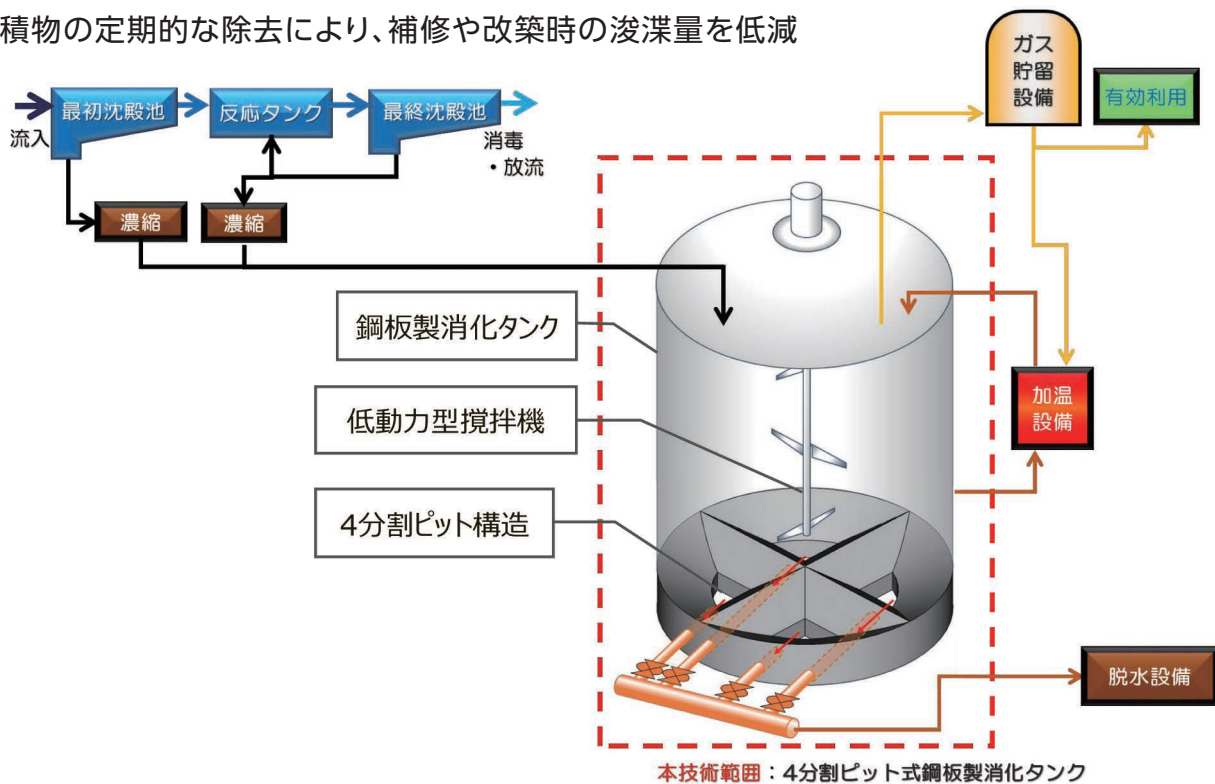 積物の定期的な除去により、補修や改築時の浚渫量を低減
ガス
貯留
設備
有効利用
最初沈殿池
反応タンク
最終沈殿池
流入
消毒
・放流
濃縮
濃縮
鋼板製消化タンク
低動力型撹拌機
4分割ピット構造
加温
設備
脱水設備
本技術範囲：4分割ピット式鋼板製消化タンク